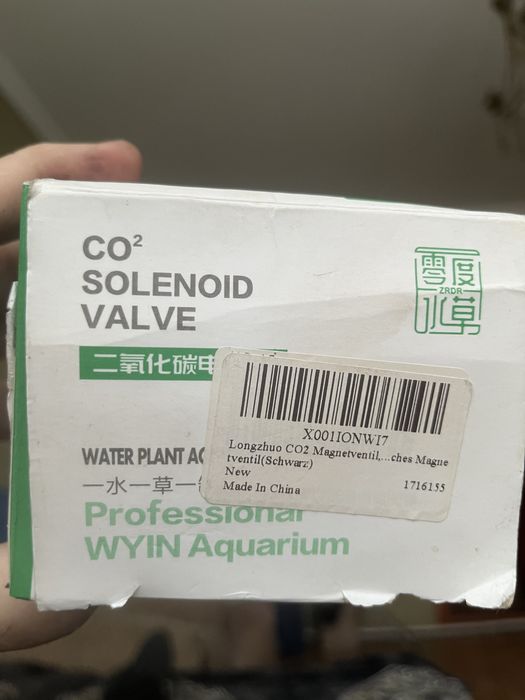 CO²
SOLENOID
VALVE
零度
ZRDR
水草
二氧化碳电
X001IONWI7
Longzhuo CO2 Magnetventil,...ches Magne
tventil(Schwarz)
New
Made In China 1716155
WATER PLANT
一水一草一
Professional
WYIN Aquarium